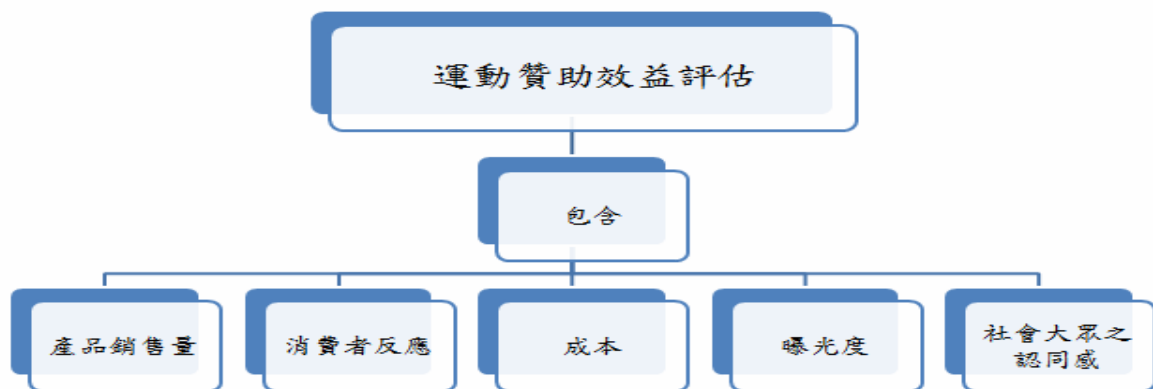 運動贊助效益評估
包含
產品銷售量
消費者反應
成本
曝光度
社會大眾之
認同感